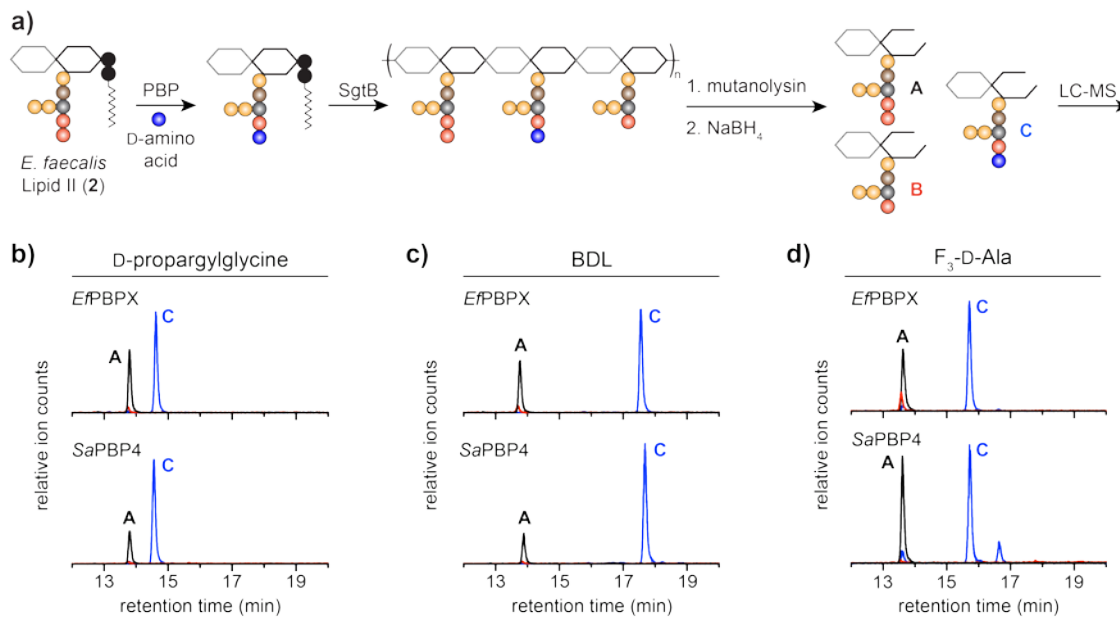 a)
PBP
D-amino
acid
SgtB
n
1. mutanolysin
2. NaBH4
LC-MS
A
B
C
E. faecalis
Lipid II (2)
b)
D-propargylglycine
EfPBPX
A
C
SaPBP4
A
C
relative ion counts
13 15 17 19
retention time (min)
c)
BDL
EfPBPX
A
C
SaPBP4
A
C
relative ion counts
13 15 17 19
retention time (min)
d)
F3-D-Ala
EfPBPX
A
C
SaPBP4
A
C
relative ion counts
13 15 17 19
retention time (min)